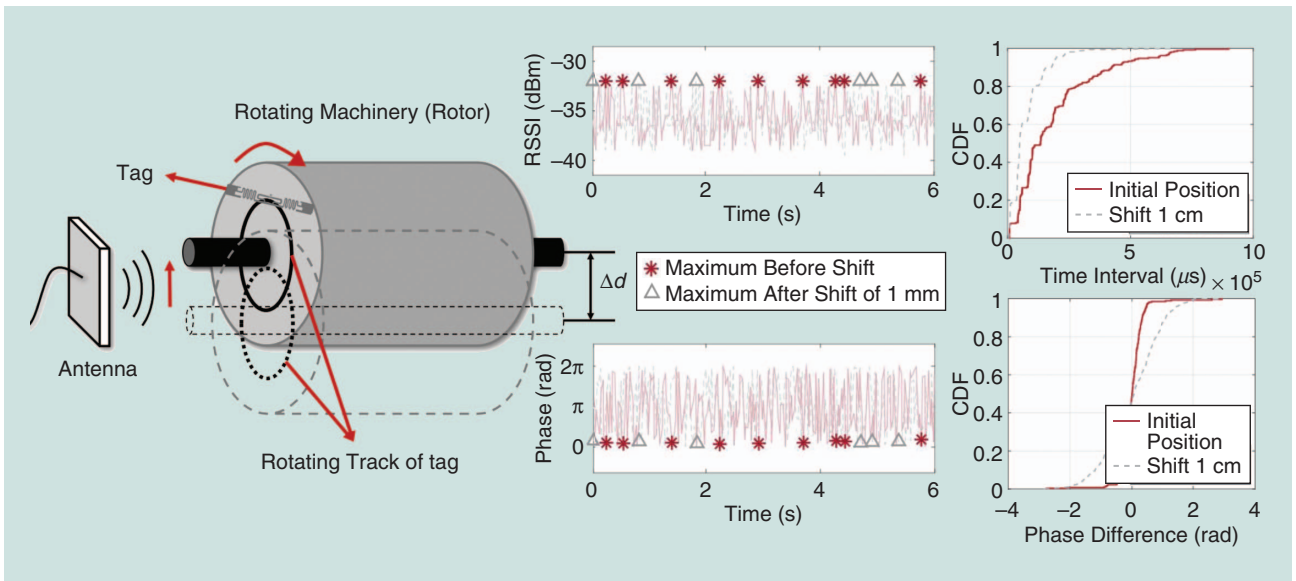 Rotating Machinery (Rotor)
Tag
Antenna
Δd
Rotating Track of tag
RSSI (dBm)
−30
−35
−40
0
2
4
6
Time (s)
✱ Maximum Before Shift
△ Maximum After Shift of 1 mm
Phase (rad)
2π
π
0
0
2
4
6
Time (s)
CDF
1
0.8
0.6
0.4
0.2
0
Initial Position
Shift 1 cm
0
5
10
Time Interval (μs) × 10⁵
CDF
1
0.8
0.6
0.4
0.2
0
Initial
Position
Shift 1 cm
−4
−2
0
2
4
Phase Difference (rad)